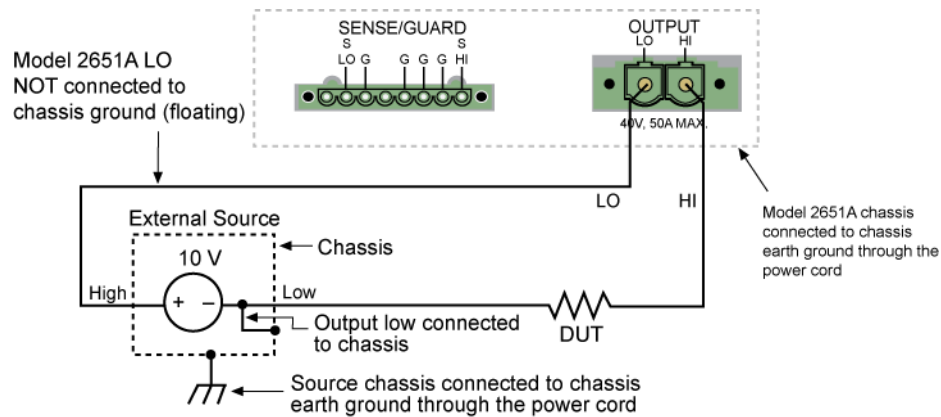 SENSE/GUARD
S S
LO G G G G HI
OUTPUT
LO HI
40V, 50A MAX.
Model 2651A LO
NOT connected to
chassis ground (floating)
LO
HI
Model 2651A chassis
connected to chassis
earth ground through the
power cord
External Source
Chassis
10 V
High
+ –
Low
Output low connected
to chassis
DUT
Source chassis connected to chassis
earth ground through the power cord